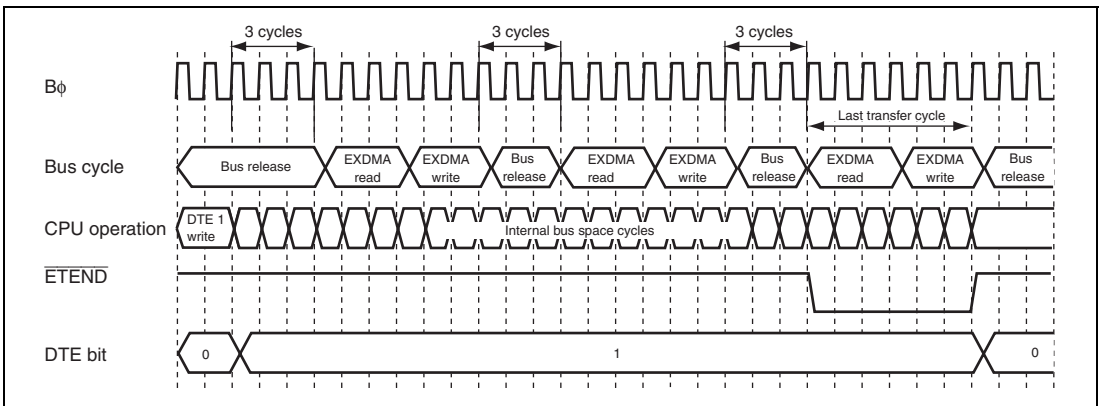 3 cycles 3 cycles 3 cycles
Bφ
Last transfer cycle
Bus cycle
Bus release
EXDMA read
EXDMA write
Bus release
EXDMA read
EXDMA write
Bus release
EXDMA read
EXDMA write
Bus release
CPU operation
DTE 1 write
Internal bus space cycles
ETEND
DTE bit
0 1 0